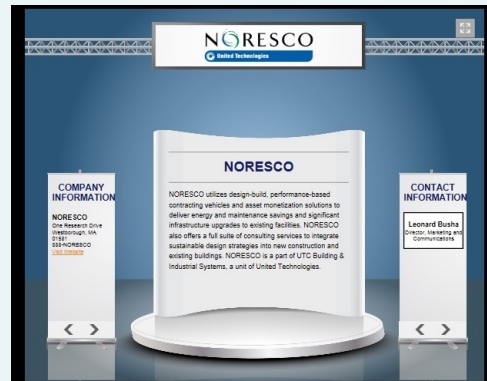 NORESCO
United Technologies
NORESCO
NORESCO utilizes design-build, performance-based
contracting vehicles and asset monetization solutions to
deliver energy and maintenance savings and significant
infrastructure upgrades to existing facilities. NORESCO
also offers a full suite of consulting services to integrate
sustainable design strategies into new construction and
existing buildings. NORESCO is a part of UTC Building &
Industrial Systems, a unit of United Technologies.
COMPANY
INFORMATION
NORESCO
One Research Drive
Westborough, MA
01581
888-NORESCO
Visit Website
CONTACT
INFORMATION
Leonard Busha
Director, Marketing and
Communications